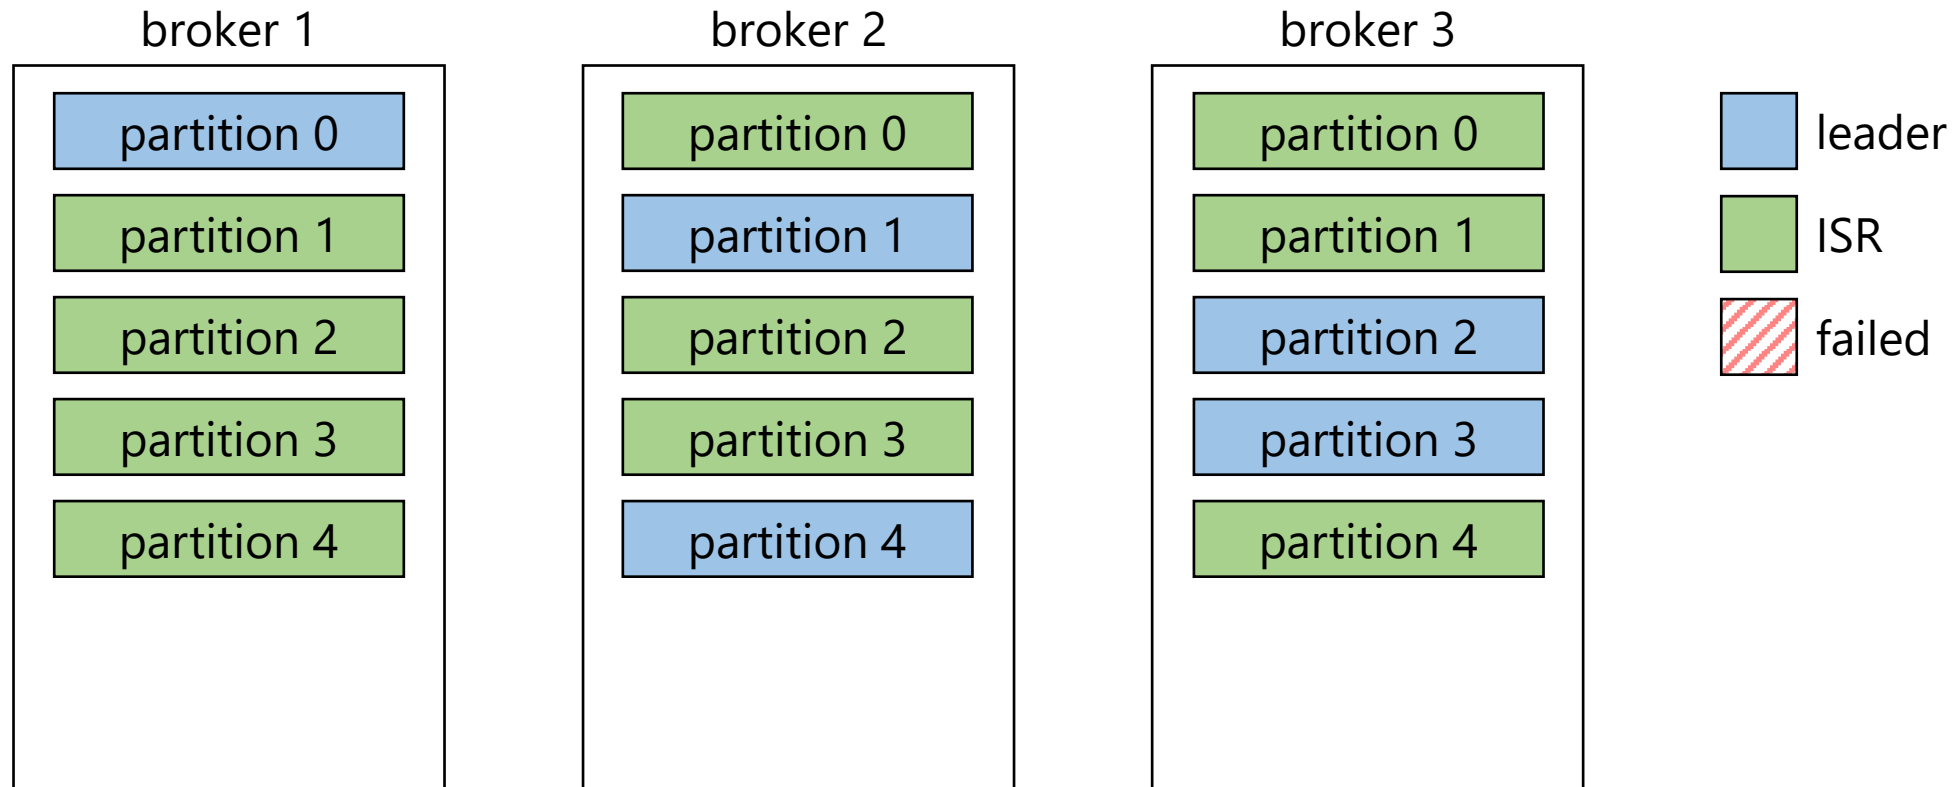 broker 1
partition 0
partition 1
partition 2
partition 3
partition 4
broker 2
partition 0
partition 1
partition 2
partition 3
partition 4
broker 3
partition 0
partition 1
partition 2
partition 3
partition 4
leader
ISR
failed